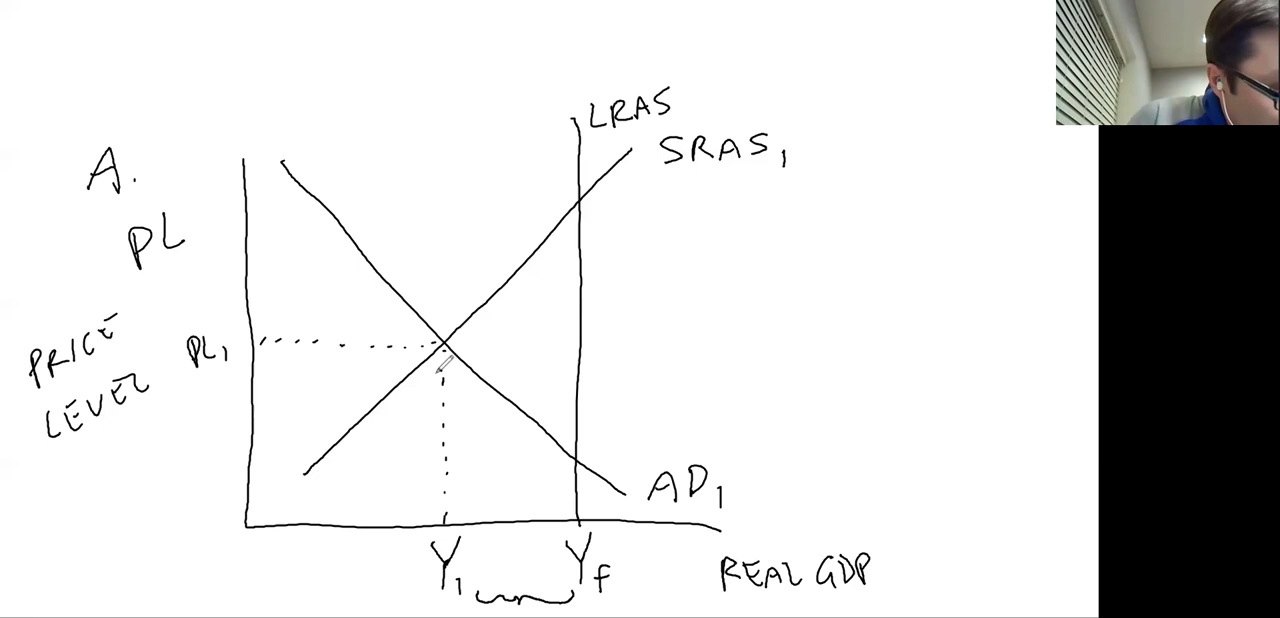 A.
PL
PRICE
LEVEL
PL1
LRAS
SRAS1
AD1
Y1
Yf
REAL GDP